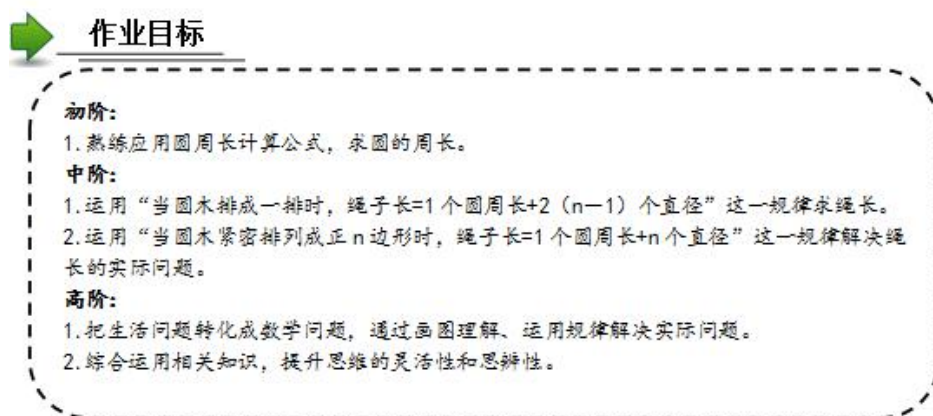 作业目标
初阶：
1.熟练应用圆周长计算公式，求圆的周长。
中阶：
1.运用“当圆木排成一排时，绳子长=1个圆周长+2（n—1）个直径”这一规律求绳长。
2.运用“当圆木紧密排列成正n边形时，绳子长=1个圆周长+n个直径”这一规律解决绳
长的实际问题。
高阶：
1.把生活问题转化成数学问题，通过画图理解、运用规律解决实际问题。
2.综合运用相关知识，提升思维的灵活性和思辨性。